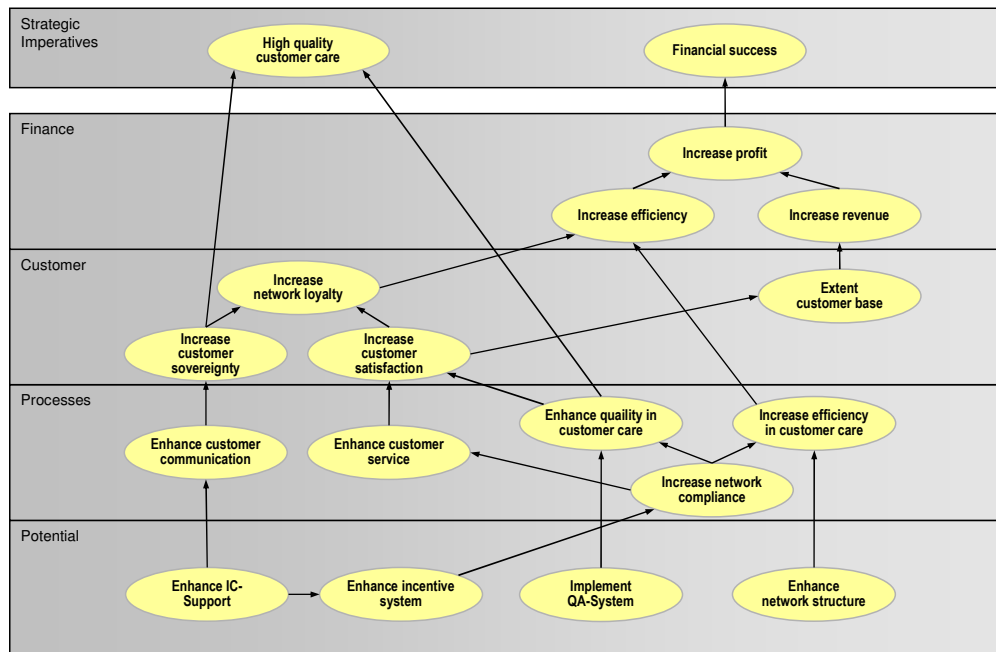 Strategic
Imperatives
High quality
customer care
Financial success
Finance
Increase profit
Increase efficiency
Increase revenue
Customer
Increase
network loyalty
Extent
customer base
Increase
customer
sovereignty
Increase
customer
satisfaction
Processes
Enhance quaility in
customer care
Increase efficiency
in customer care
Enhance customer
communication
Enhance customer
service
Increase network
compliance
Potential
Enhance IC-
Support
Enhance incentive
system
Implement
QA-System
Enhance
network structure